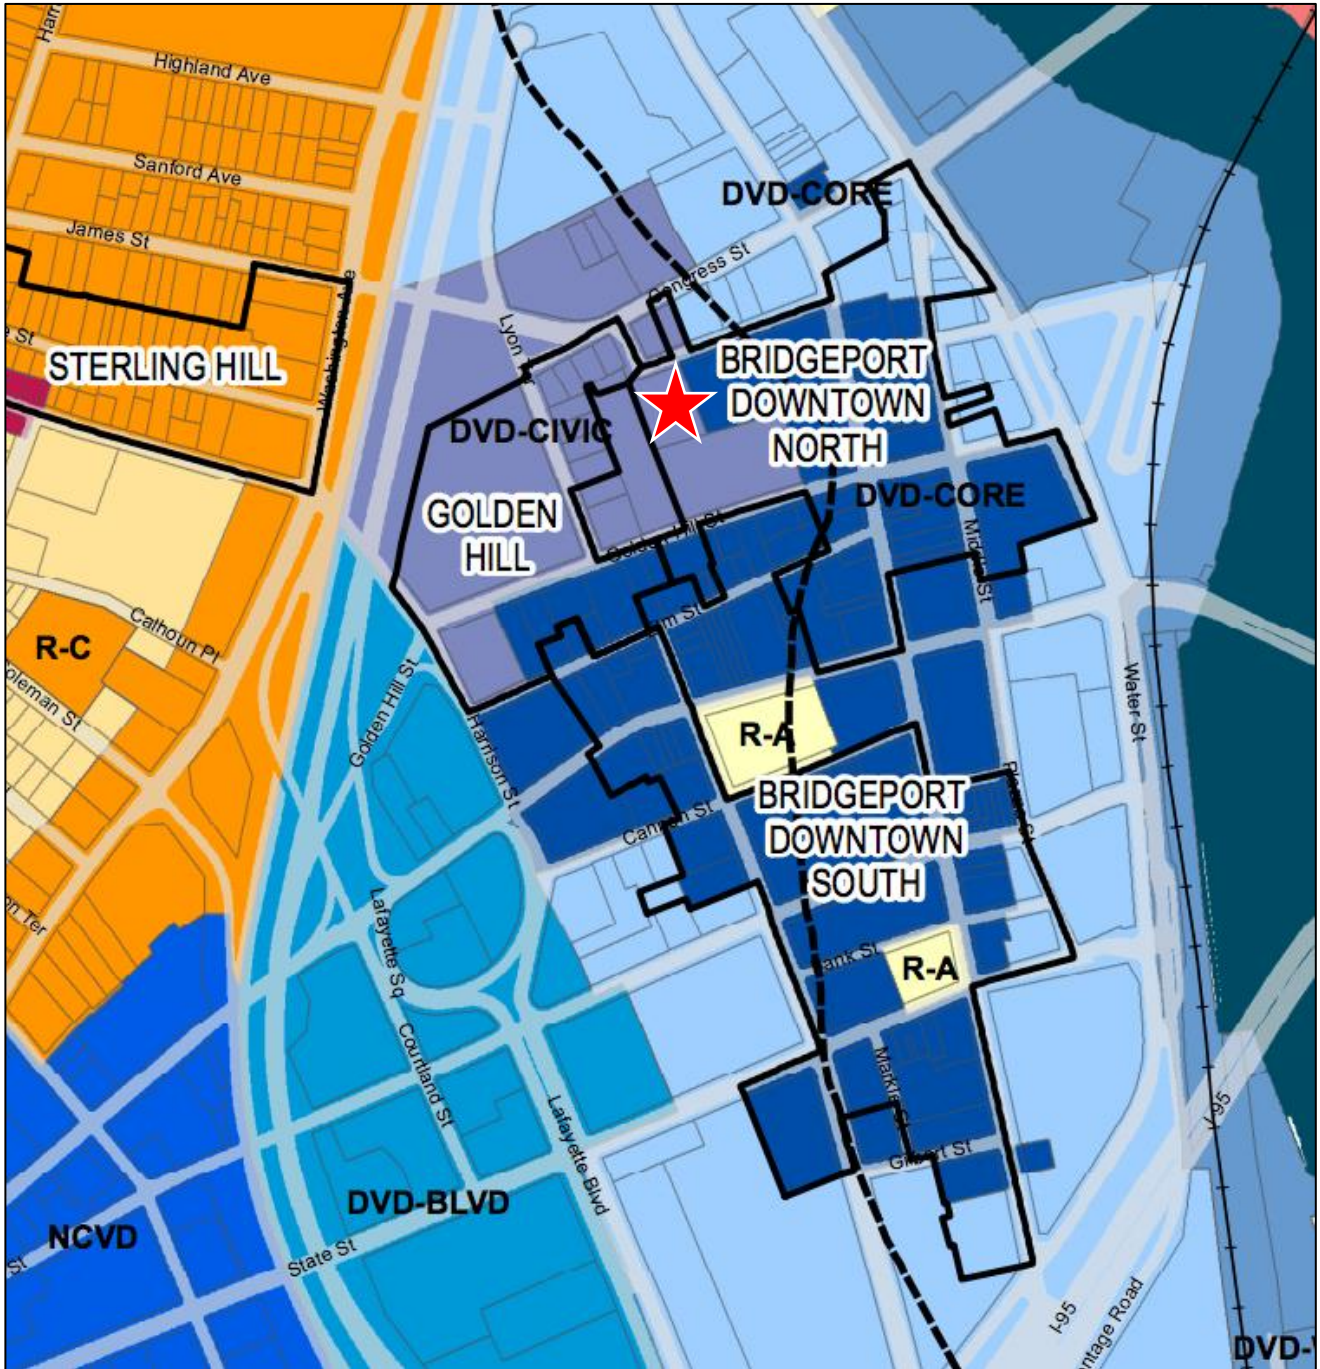 Highland Ave
Sanford Ave
James St
DVD-CORE
Congress St
Lyon Ter
STERLING HILL
Washington Ave
BRIDGEPORT
DOWNTOWN
NORTH
DVD-CIVIC
GOLDEN
HILL
DVD-CORE
Golden Hill St
Calhoun Pl
R-C
Coleman St
Golden Hill St
Harrison St
Water St
R-A
Cannon St
BRIDGEPORT
DOWNTOWN
SOUTH
Lafayette Sq
R-A
Courtland St
Markle St
Gilbert St
Lafayette Blvd
I-95
DVD-BLVD
NCVD
State St
I-95